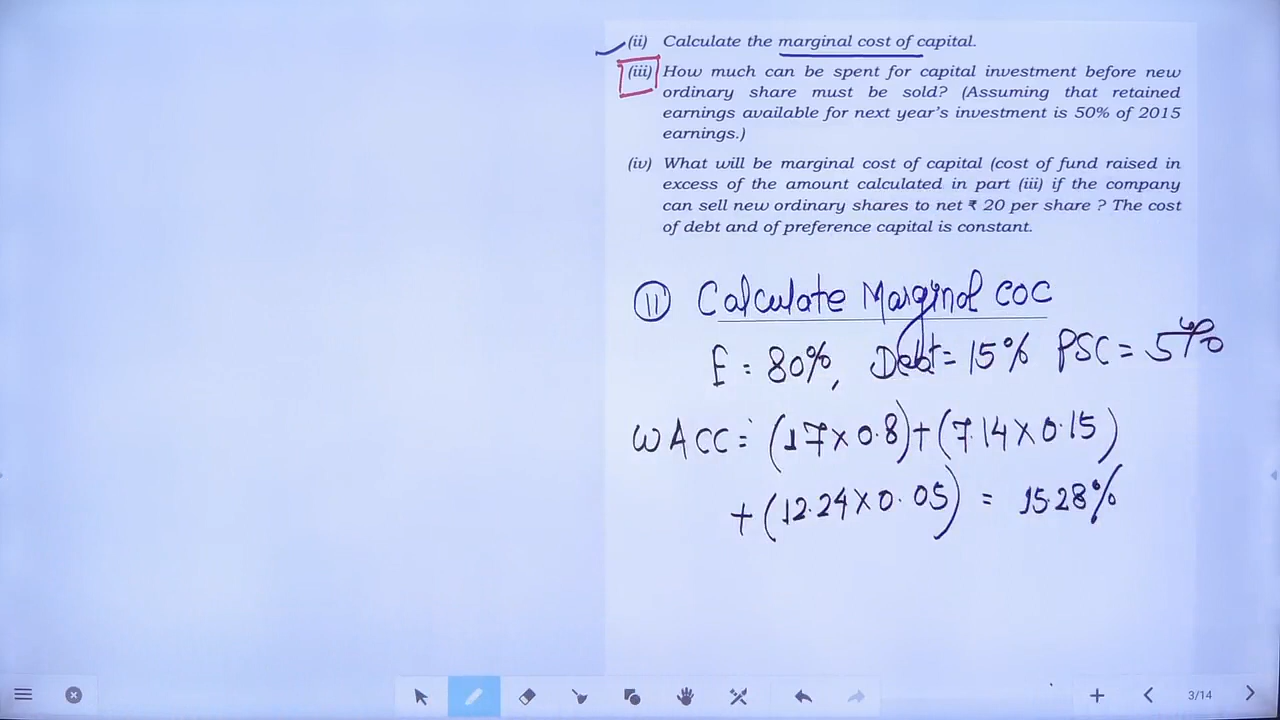 (ii) Calculate the marginal cost of capital.
(iii) How much can be spent for capital investment before new
ordinary share must be sold? (Assuming that retained
earnings available for next year's investment is 50% of 2015
earnings.)
(iv) What will be marginal cost of capital (cost of fund raised in
excess of the amount calculated in part (iii) if the company
can sell new ordinary shares to net ₹ 20 per share ? The cost
of debt and of preference capital is constant.
(11) Calculate Marginal COC
E = 80%, Debt = 15% PSC = 5%
WACC = (17×0.8)+(7.14×0.15)
+(12.24×0.05) = 15.28%
3/14